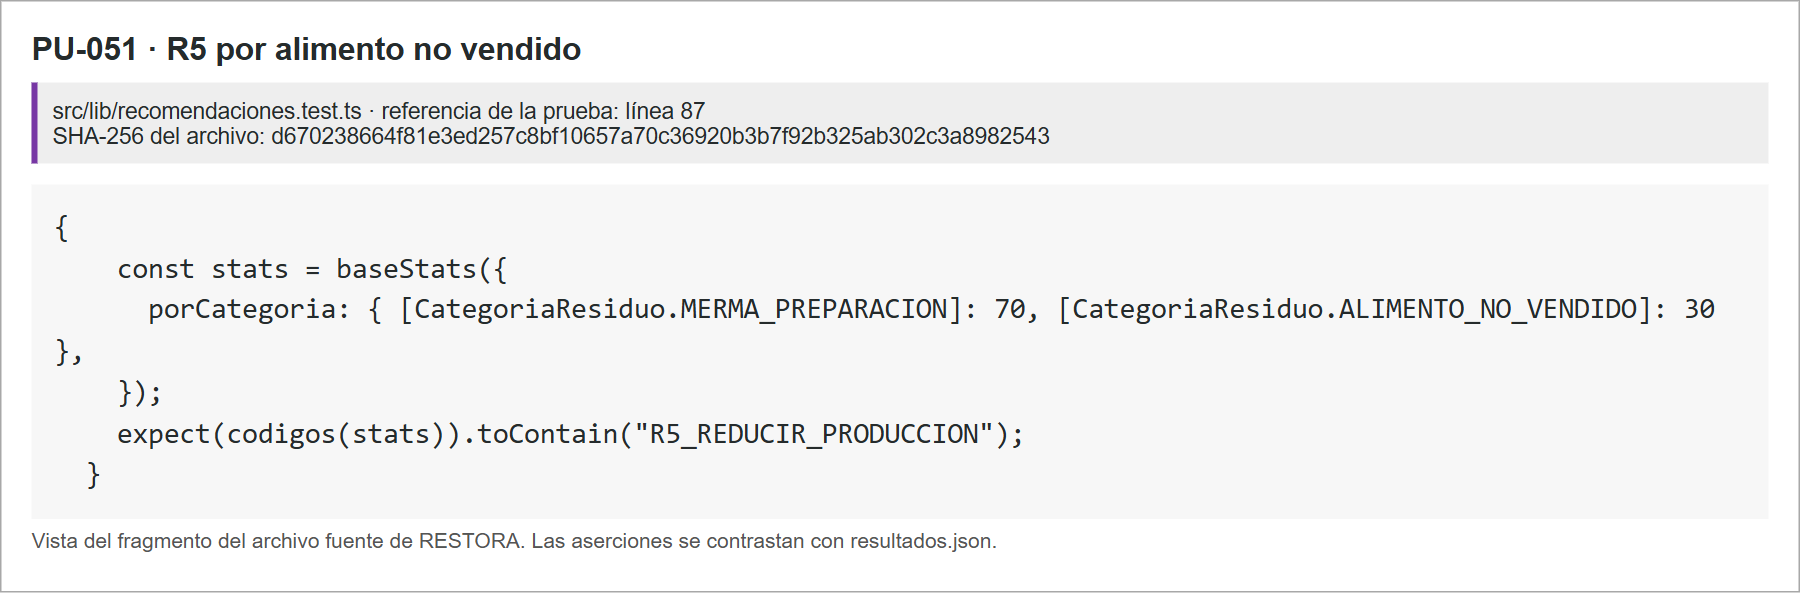 PU-051 · R5 por alimento no vendido
src/lib/recomendaciones.test.ts · referencia de la prueba: línea 87
SHA-256 del archivo: d670238664f81e3ed257c8bf10657a70c36920b3b7f92b325ab302c3a8982543
{
    const stats = baseStats({
      porCategoria: { [CategoriaResiduo.MERMA_PREPARACION]: 70, [CategoriaResiduo.ALIMENTO_NO_VENDIDO]: 30
},
    });
    expect(codigos(stats)).toContain("R5_REDUCIR_PRODUCCION");
  }
Vista del fragmento del archivo fuente de RESTORA. Las aserciones se contrastan con resultados.json.